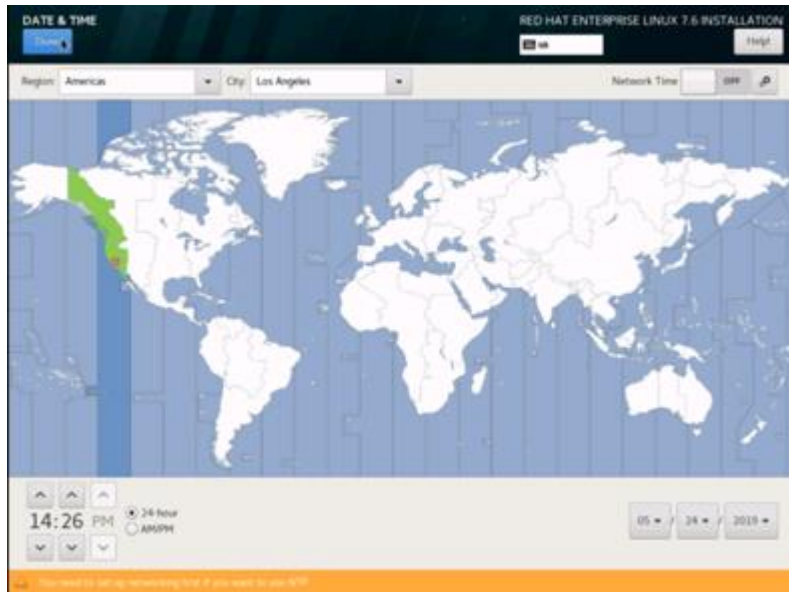 DATE & TIME
RED HAT ENTERPRISE LINUX 7.6 INSTALLATION
Done
Help!
Region: Americas
City: Los Angeles
Network Time
OFF
14:26 PM
24-hour
AM/PM
05 / 24 / 2019
You need to set up networking first if you want to use NTP